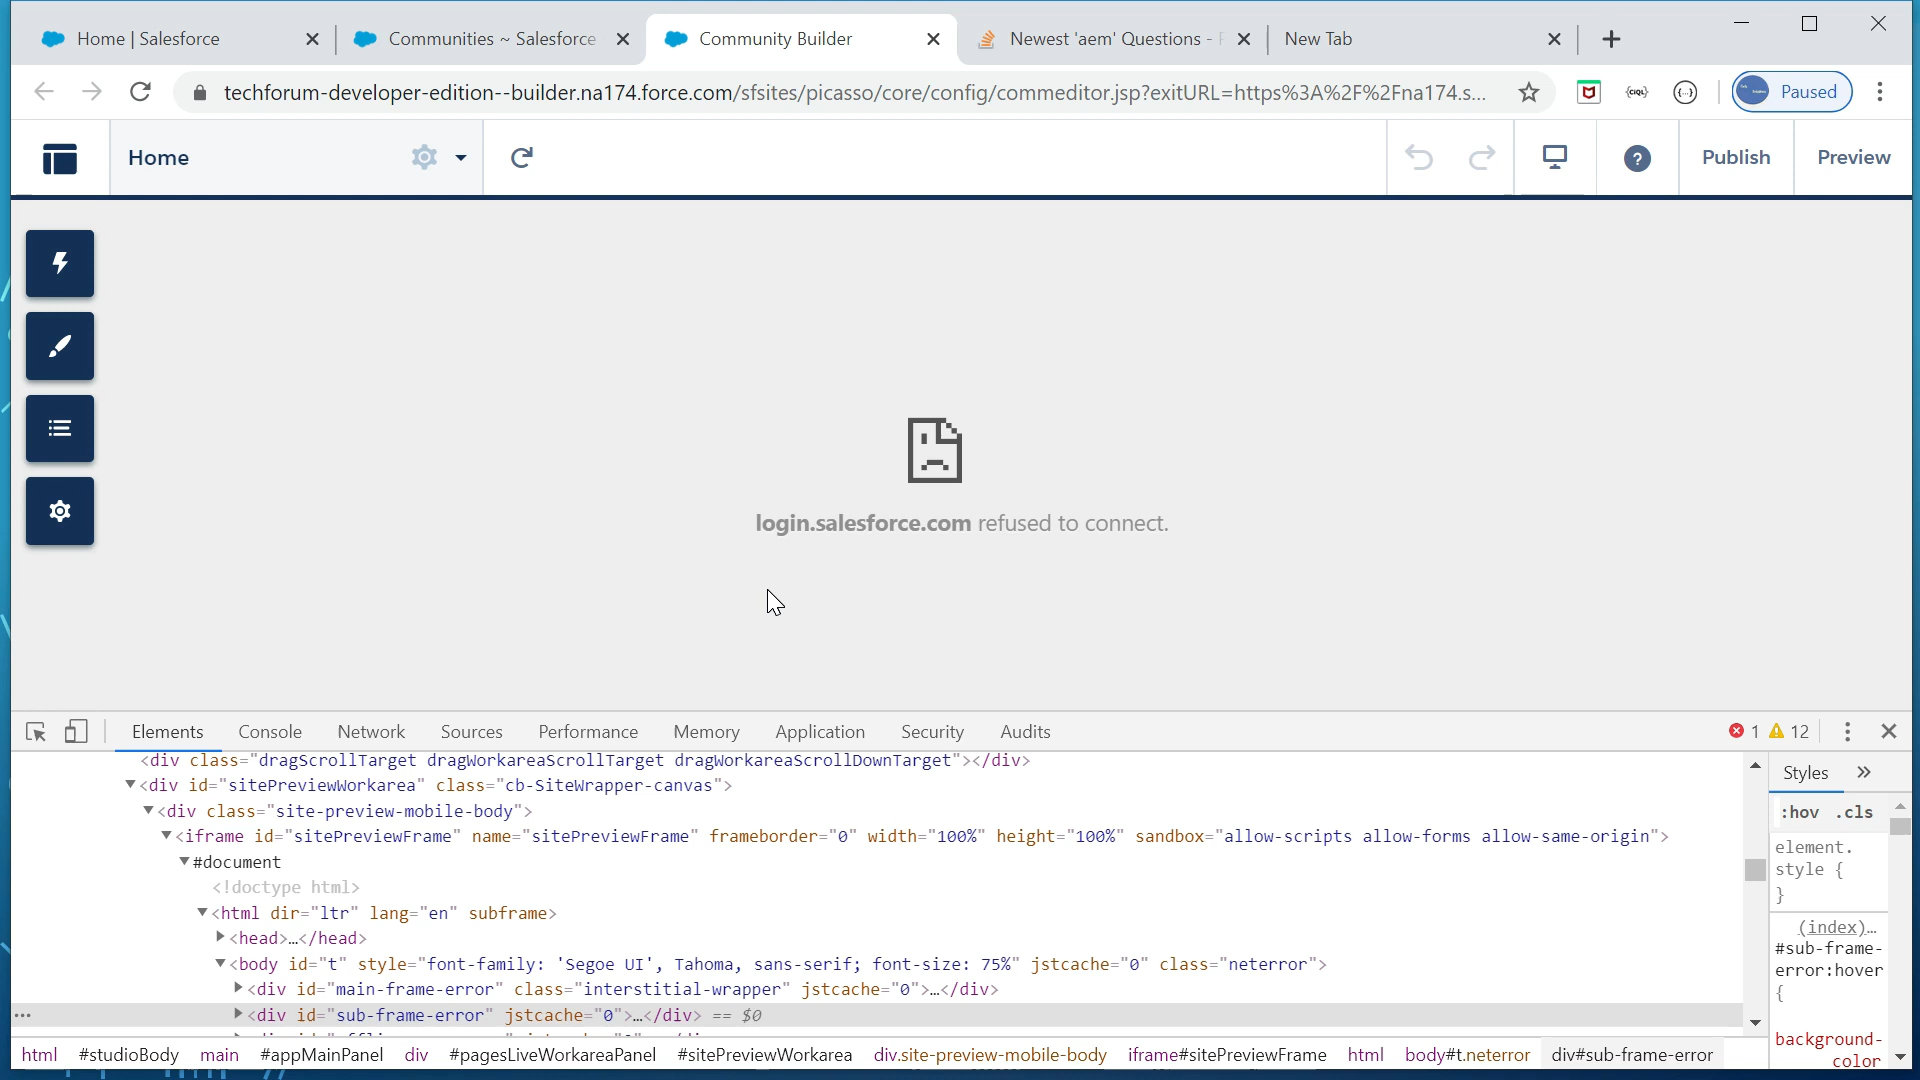 Home | Salesforce
Communities ~ Salesforce
Community Builder
Newest 'aem' Questions -
New Tab
techforum-developer-edition--builder.na174.force.com/sfsites/picasso/core/config/commeditor.jsp?exitURL=https%3A%2F%2Fna174.s...
CIQL
{...}
Paused
Home
?
Publish
Preview
login.salesforce.com refused to connect.
Elements
Console
Network
Sources
Performance
Memory
Application
Security
Audits
1
12
<div class="dragScrollTarget dragWorkareaScrollTarget dragWorkareaScrollDownTarget"></div>
<div id="sitePreviewWorkarea" class="cb-SiteWrapper-canvas">
<div class="site-preview-mobile-body">
<iframe id="sitePreviewFrame" name="sitePreviewFrame" frameborder="0" width="100%" height="100%" sandbox="allow-scripts allow-forms allow-same-origin">
#document
<!doctype html>
<html dir="ltr" lang="en" subframe>
<head>…</head>
<body id="t" style="font-family: 'Segoe UI', Tahoma, sans-serif; font-size: 75%" jstcache="0" class="neterror">
<div id="main-frame-error" class="interstitial-wrapper" jstcache="0">…</div>
<div id="sub-frame-error" jstcache="0">…</div> == $0
Styles
:hov .cls
element.
style {
}
(index)…
#sub-frame-
error:hover
{
background-
color
html #studioBody main #appMainPanel div #pagesLiveWorkareaPanel #sitePreviewWorkarea div.site-preview-mobile-body iframe#sitePreviewFrame html body#t.neterror div#sub-frame-error